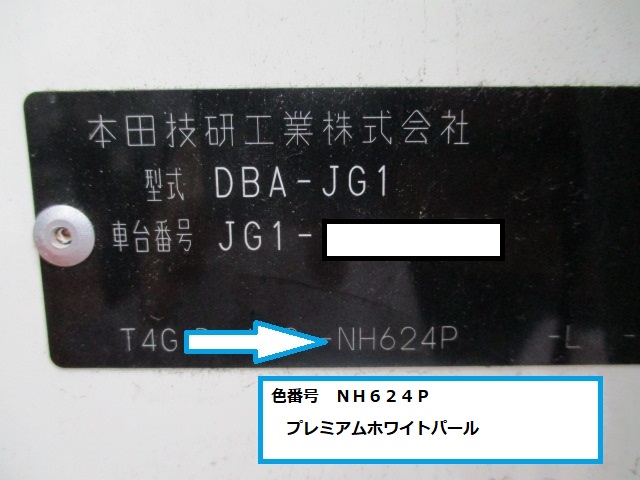 本田技研工業株式会社
型式 DBA-JG1
車台番号 JG1-
T4G -NH624P -L -
色番号　ＮＨ６２４Ｐ
プレミアムホワイトパール